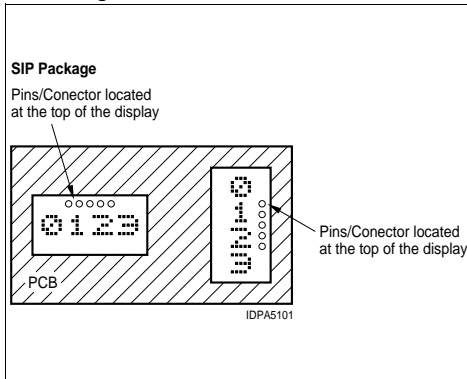 SIP Package
Pins/Conector located
at the top of the display
0123
0123
Pins/Conector located
at the top of the display
PCB
IDPA5101